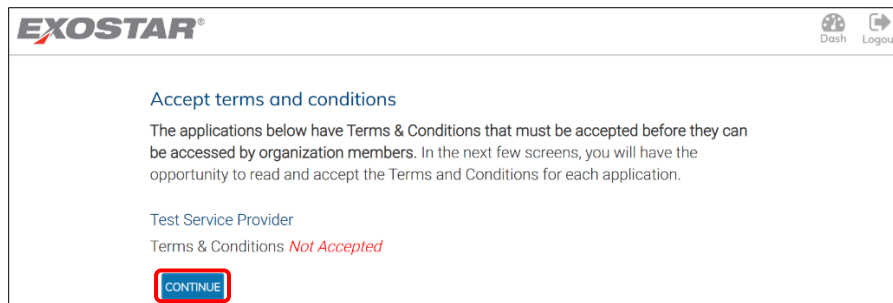 EXOSTAR®
Dash
Logou
Accept terms and conditions
The applications below have Terms & Conditions that must be accepted before they can
be accessed by organization members. In the next few screens, you will have the
opportunity to read and accept the Terms and Conditions for each application.
Test Service Provider
Terms & Conditions Not Accepted
CONTINUE